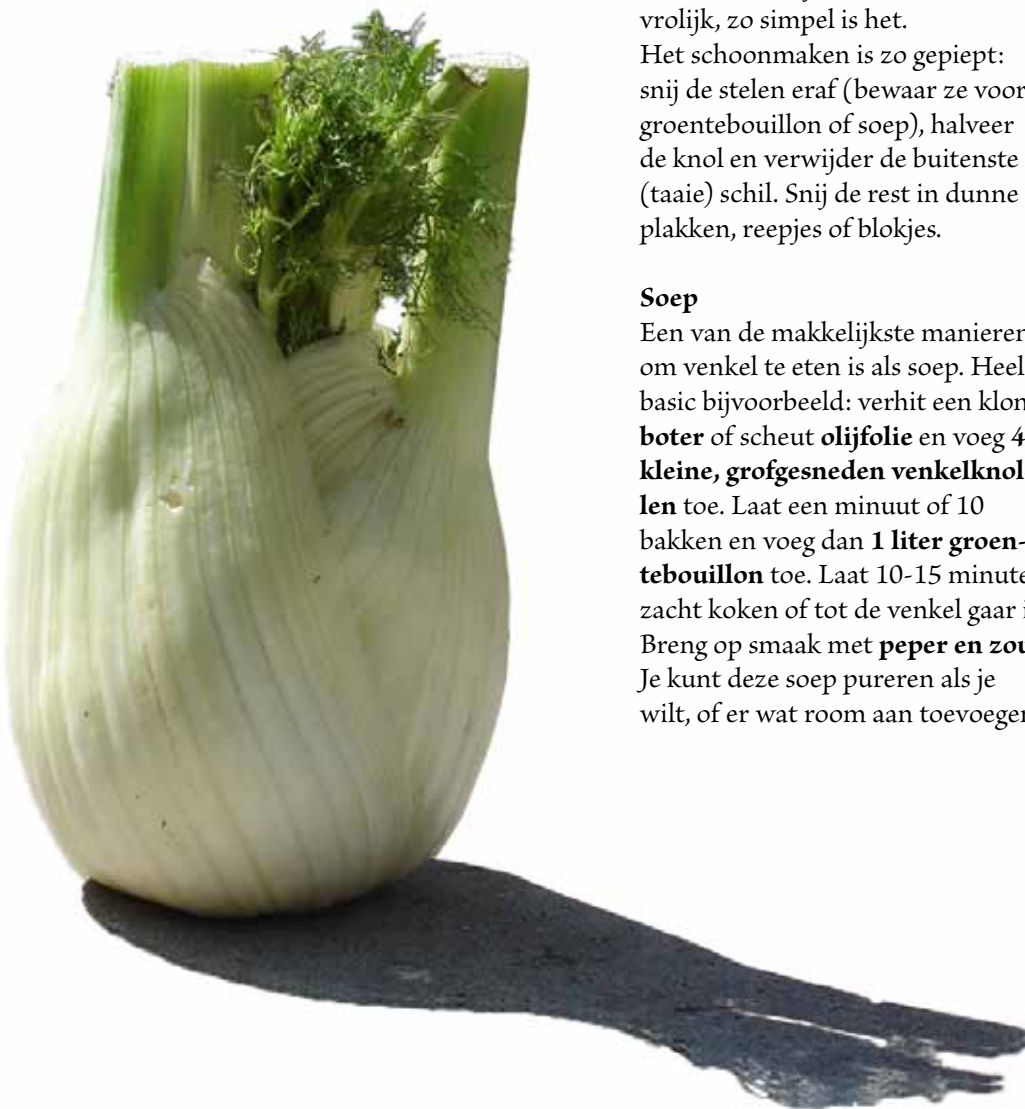 vrolijk, zo simpel is het.
Het schoonmaken is zo gepiept:
snij de stelen eraf (bewaar ze voor
groentebouillon of soep), halveer
de knol en verwijder de buitenste
(taaie) schil. Snij de rest in dunne
plakken, reepjes of blokjes.
Soep
Een van de makkelijkste manieren
om venkel te eten is als soep. Heel
basic bijvoorbeeld: verhit een klon
boter of scheut olijfolie en voeg 4
kleine, grofgesneden venkelknol
len toe. Laat een minuut of 10
bakken en voeg dan 1 liter groen-
tebouillon toe. Laat 10-15 minute
zacht koken of tot de venkel gaar i
Breng op smaak met peper en zou
Je kunt deze soep pureren als je
wilt, of er wat room aan toevoegen